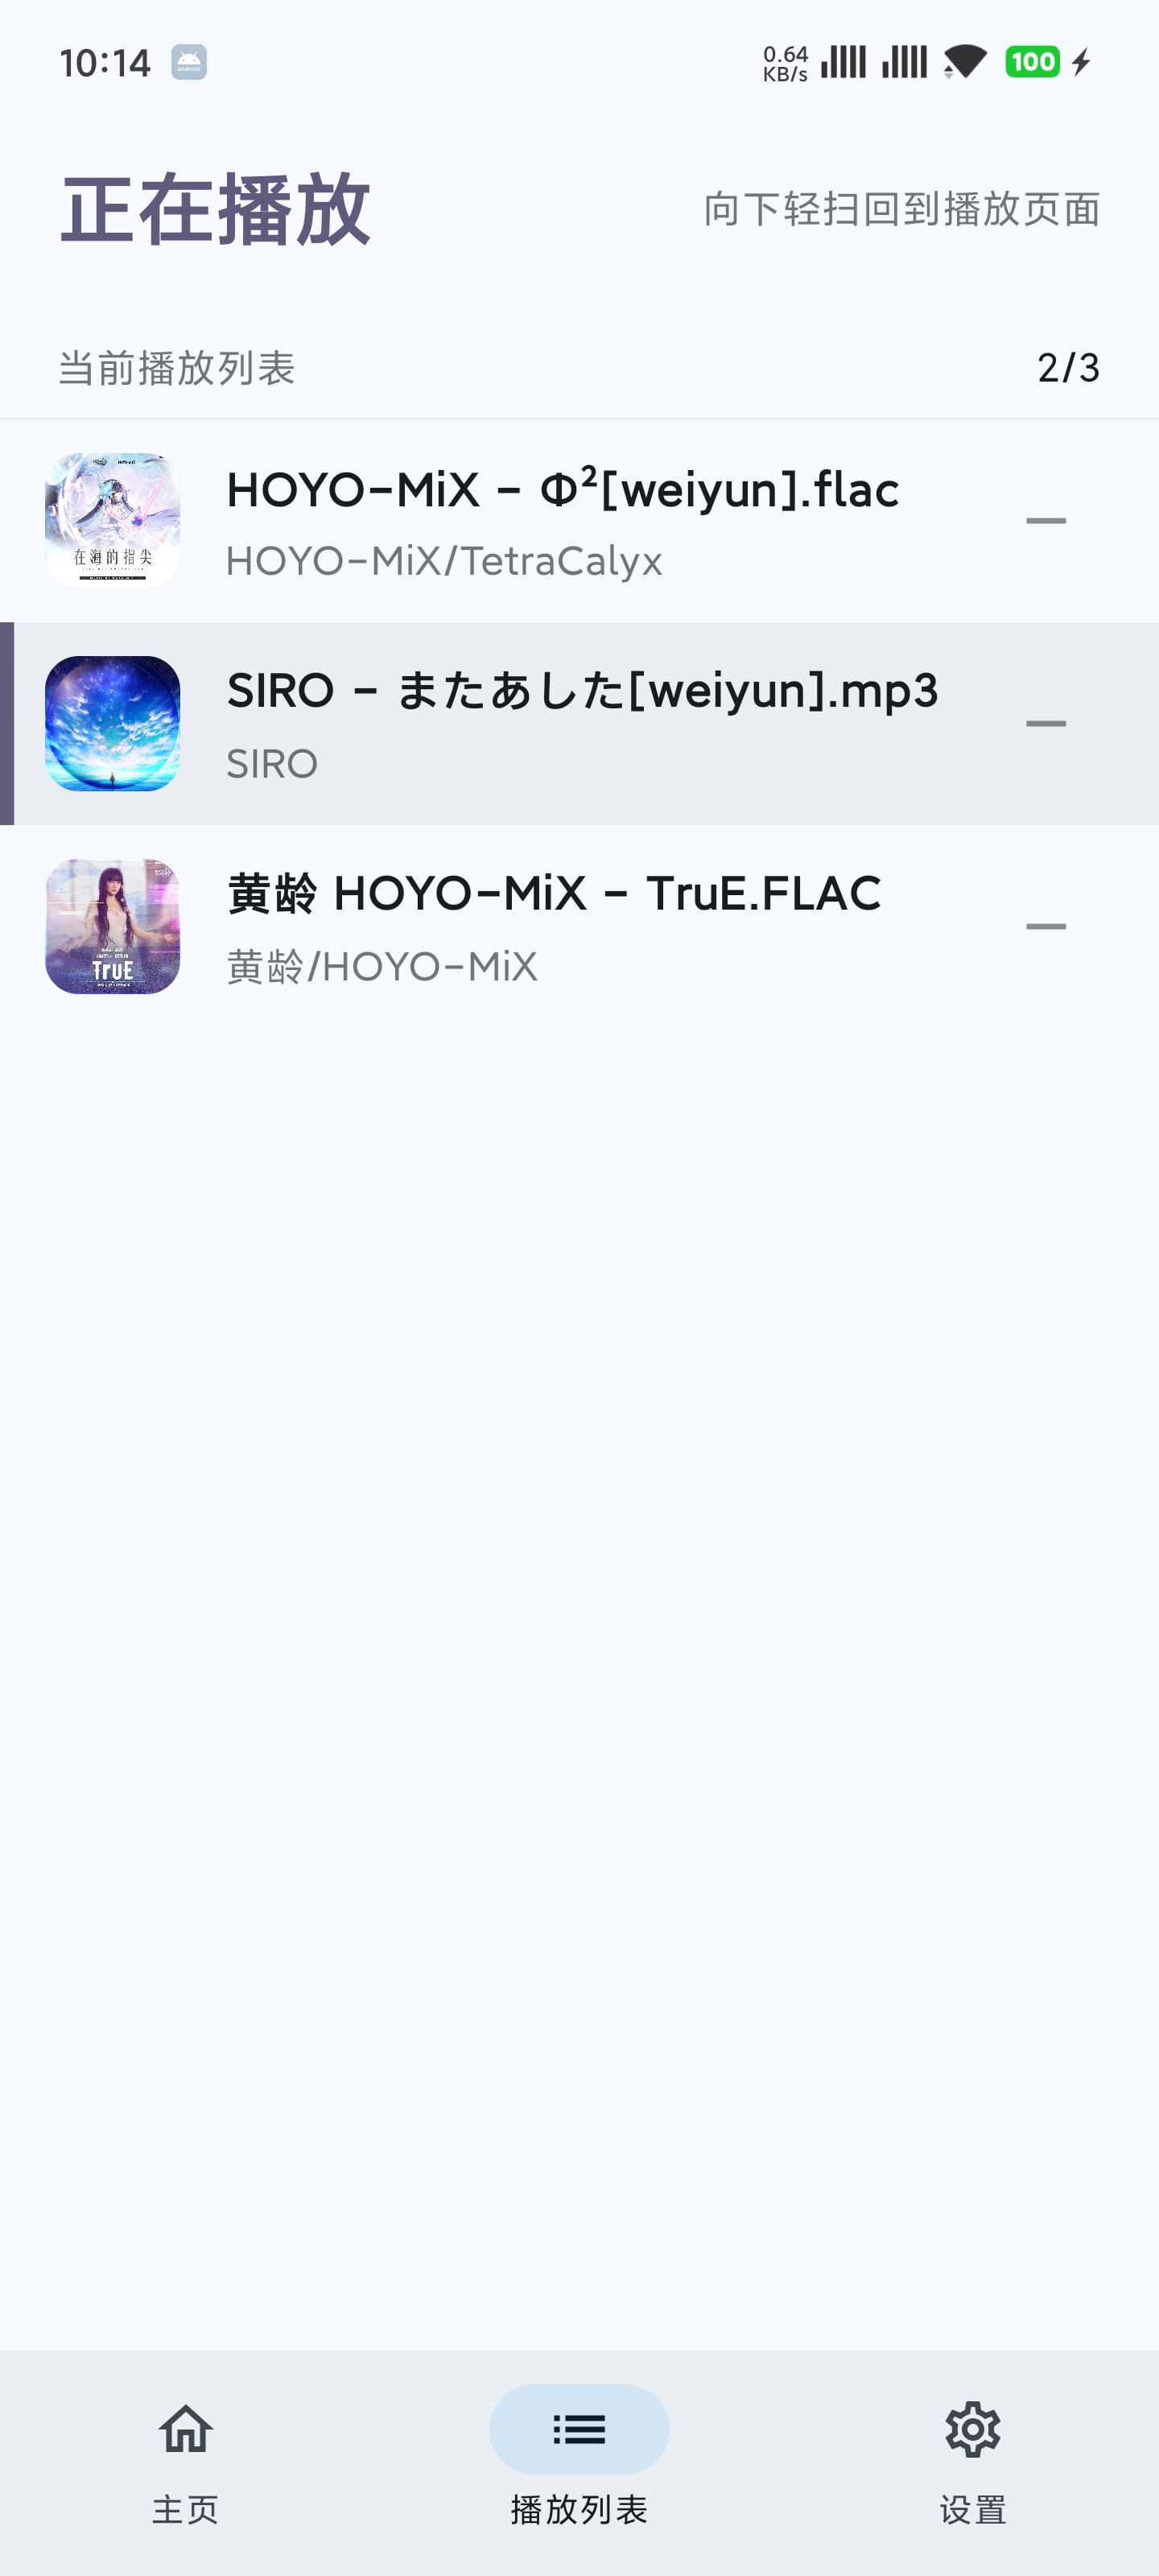 10:14
android
0.64
KB/s
100
正在播放
向下轻扫回到播放页面
当前播放列表
2/3
HOYO-MiX - Φ²[weiyun].flac
HOYO-MiX/TetraCalyx
在海的指尖
SIRO - またあした[weiyun].mp3
SIRO
黄龄 HOYO-MiX - TruE.FLAC
黄龄/HOYO-MiX
TruE
主页
播放列表
设置